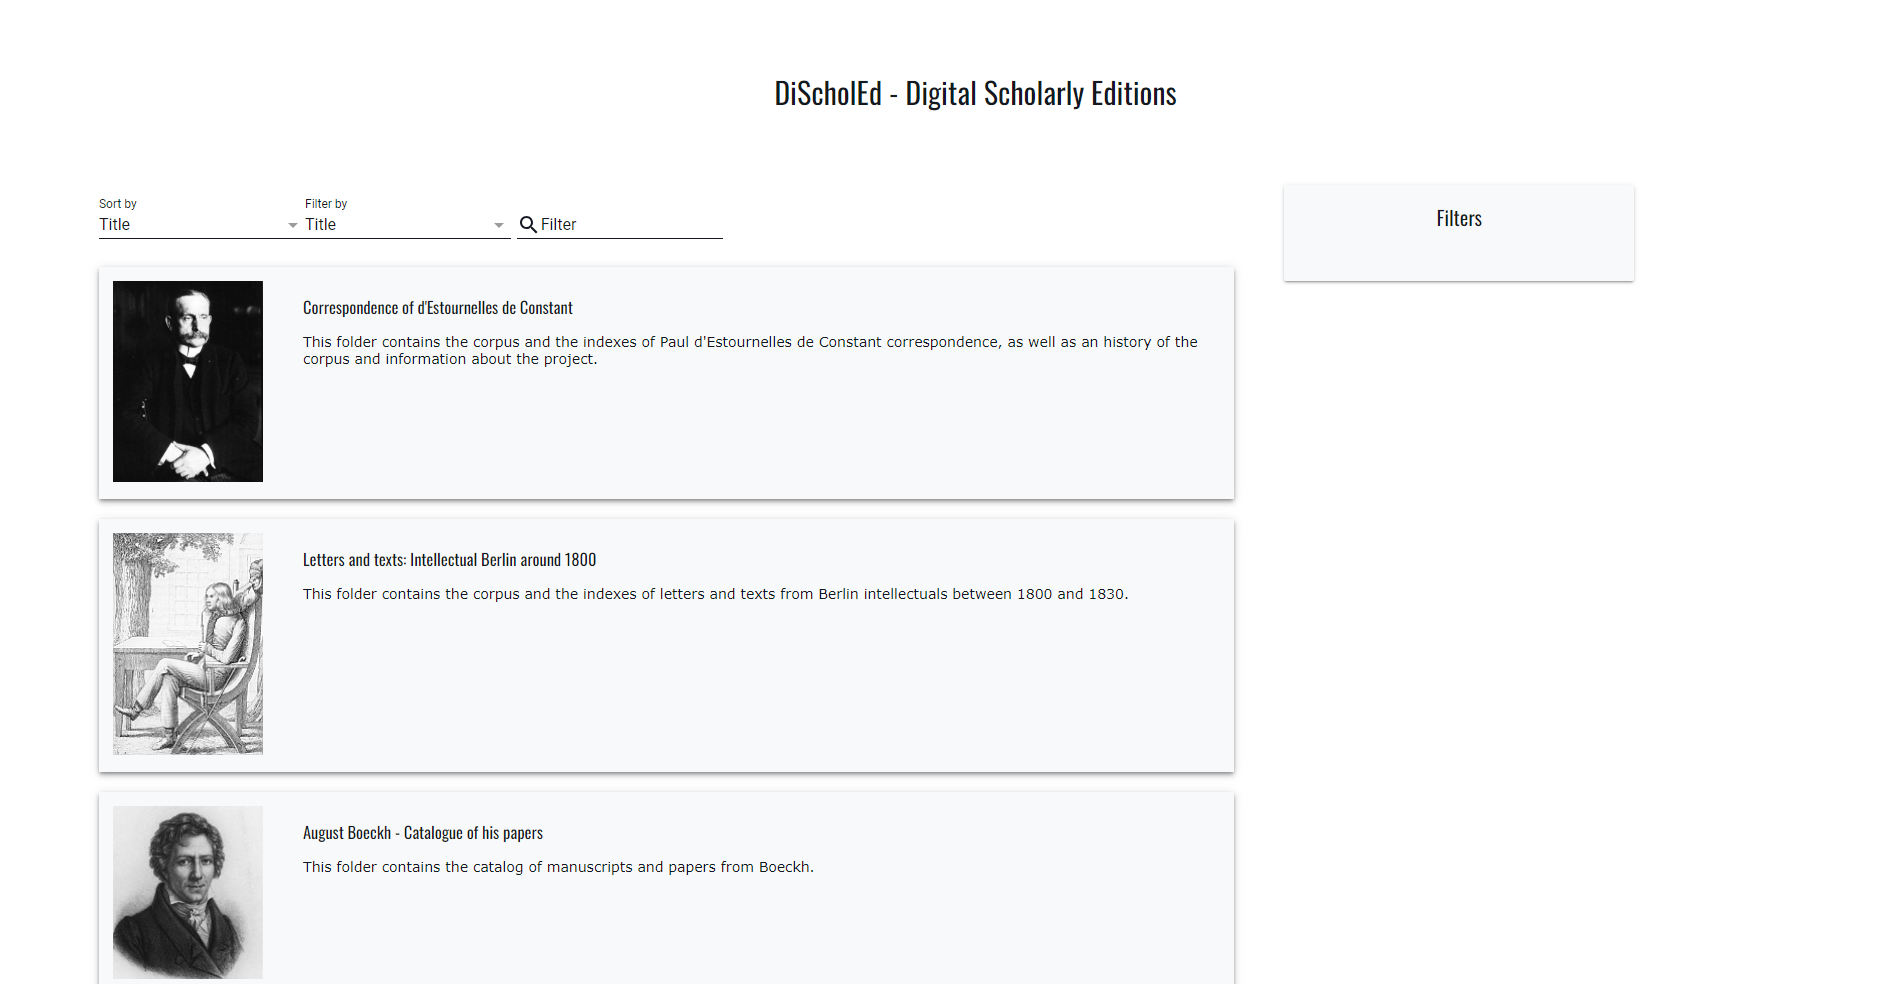 DiScholEd - Digital Scholarly Editions
Sort by
Title
Filter by
Title
Filter
Filters
Correspondence of d'Estournelles de Constant
This folder contains the corpus and the indexes of Paul d'Estournelles de Constant correspondence, as well as an history of the
corpus and information about the project.
Letters and texts: Intellectual Berlin around 1800
This folder contains the corpus and the indexes of letters and texts from Berlin intellectuals between 1800 and 1830.
August Boeckh - Catalogue of his papers
This folder contains the catalog of manuscripts and papers from Boeckh.